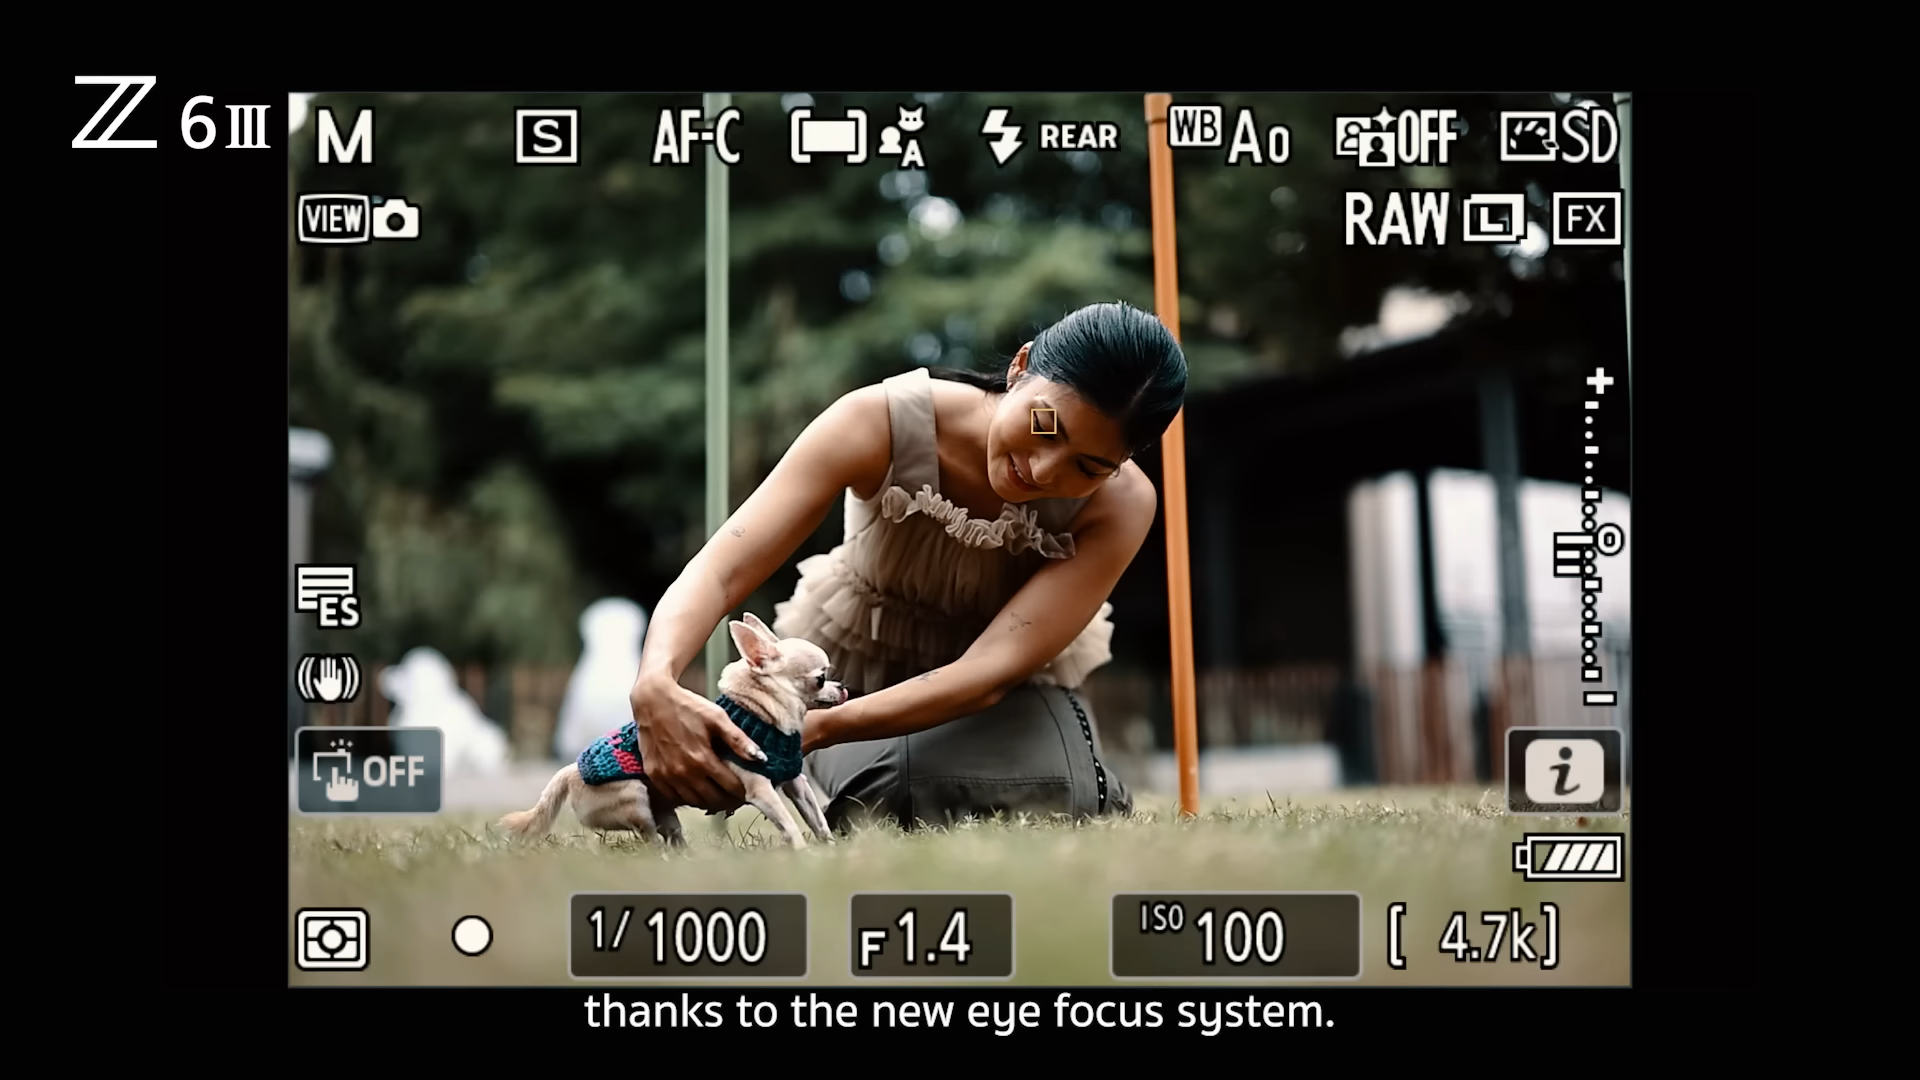 Z 6III
M S AF-C A REAR WB A0 OFF SD
VIEW RAW L FX
ES
OFF
i
1/1000 F1.4 ISO 100 [ 4.7k]
thanks to the new eye focus system.